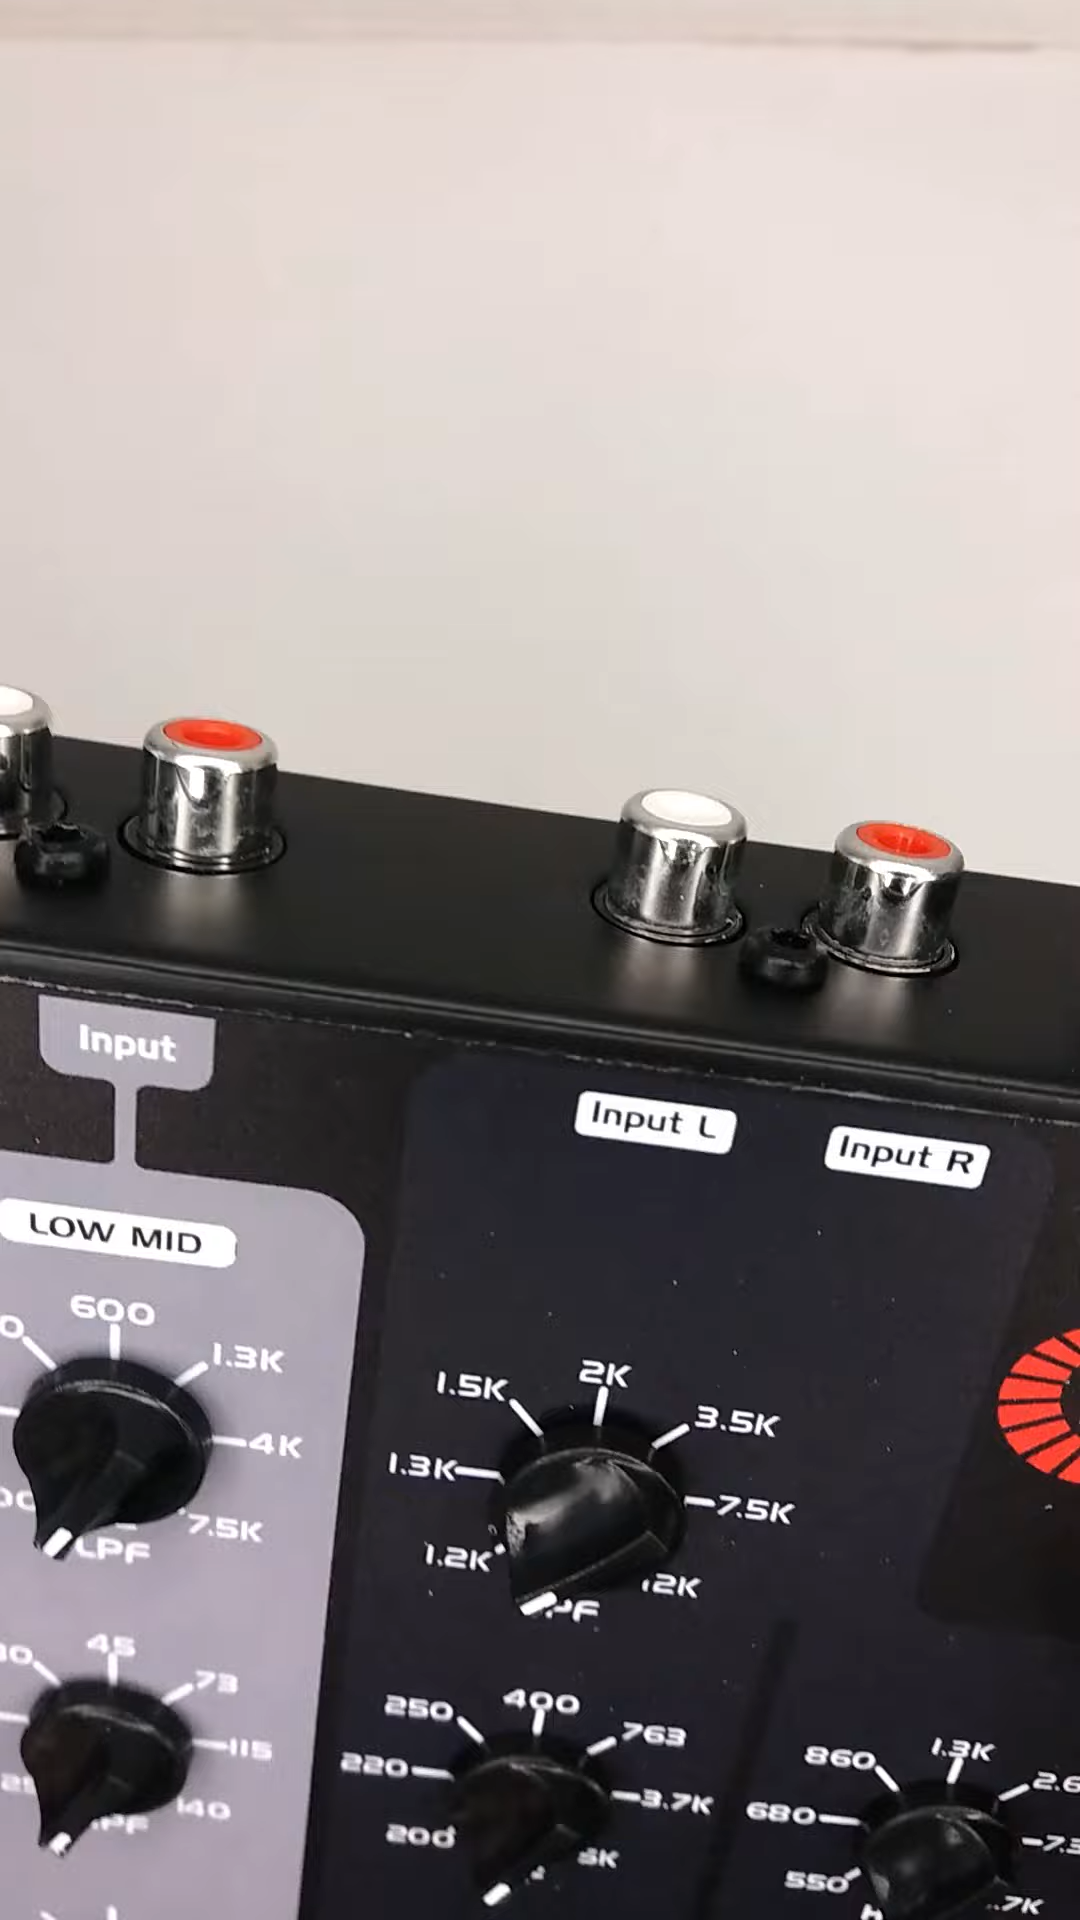 Input
Input L
Input R
LOW MID
600
1.3K
4K
7.5K
LPF
2K
1.5K
3.5K
1.3K
7.5K
1.2K
12K
45
73
115
140
400
250
763
220
3.7K
200
1.3K
860
680
550